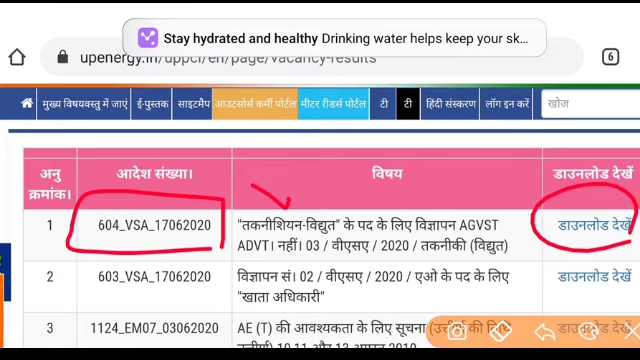 Stay hydrated and healthy Drinking water helps keep your sk...
upenergy.in/uppcl/en/page/vacancy-results
6
मुख्य विषयवस्तु में जाएं ई-पुस्तक साइटमैप आउटसोर्स कर्मी पोर्टल मीटर रीडर्स पोर्टल टी टी हिंदी संस्करण लॉग इन करें खोज
अनु क्रमांक। आदेश संख्या। विषय डाउनलोड देखें
1 604_VSA_17062020 "तकनीशियन-विद्युत" के पद के लिए विज्ञापन AGVST डाउनलोड देखें
ADVT। नहीं। 03 / वीएसए / 2020 / तकनीकी (विद्युत)
2 603_VSA_17062020 विज्ञापन सं। 02 / वीएसए / 2020 / एओ के पद के लिए डाउनलोड देखें
"खाता अधिकारी"
3 1124_EM07_03062020 AE (T) की आवश्यकता के लिए सूचना (उत्तीर्ण की तिथि